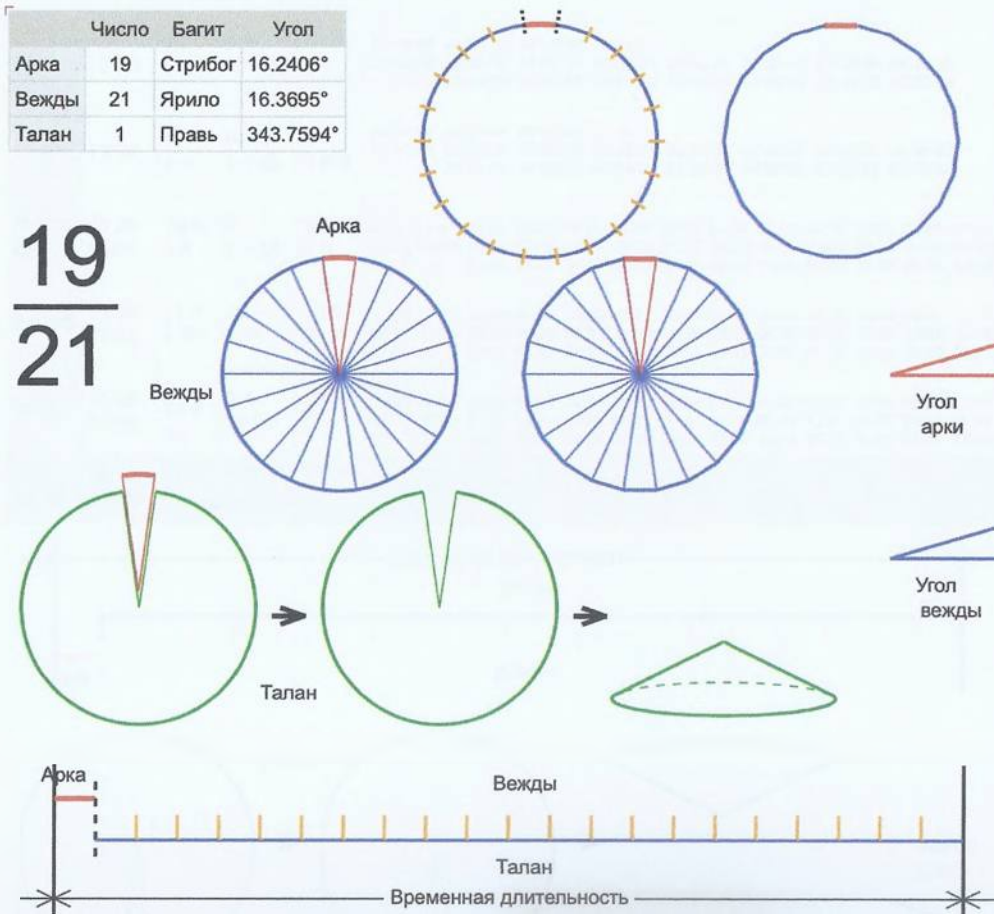 Число Багит Угол
Арка 19 Стрибог 16.2406°
Вежды 21 Ярило 16.3695°
Талан 1 Правь 343.7594°
19
21
Арка
Вежды
Угол
арки
Угол
вежды
Талан
Арка
Вежды
Талан
Временная длительность